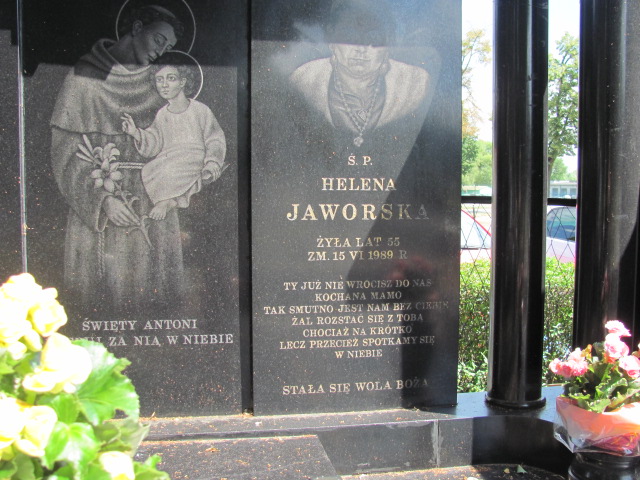 ŚWIĘTY ANTONI
ZA NIĄ W NIEBIE
Ś. P.
HELENA
JAWORSKA
ŻYŁA LAT 55
ZM. 15 VI 1989 R
TY JUŻ NIE WRÓCISZ DO NAS
KOCHANA MAMO
TAK SMUTNO JEST NAM BEZ CIEBIE
ŻAL ROZSTAĆ SIĘ Z TOBĄ
CHOCIAŻ NA KRÓTKO
LECZ PRZECIEŻ SPOTKAMY SIĘ
W NIEBIE
STAŁA SIĘ WOLA BOŻA